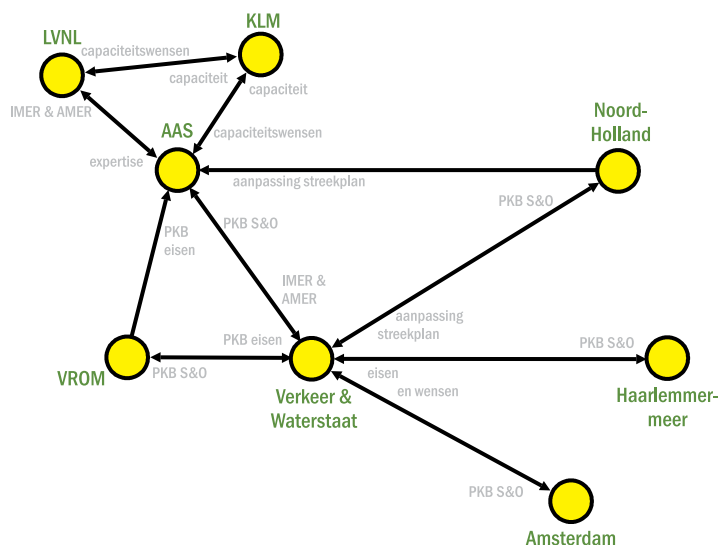 KLM
LVNL
capaciteitswensen
capaciteit
capaciteit
IMER & AMER
AAS
capaciteitswensen
expertise
Noord-
Holland
aanpassing streekplan
PKB S&O
PKB
eisen
PKB S&O
IMER &
AMER
aanpassing
streekplan
PKB eisen
PKB S&O
VROM
PKB S&O
eisen
en wensen
Verkeer &
Waterstaat
Haarlemmer-
meer
PKB S&O
Amsterdam